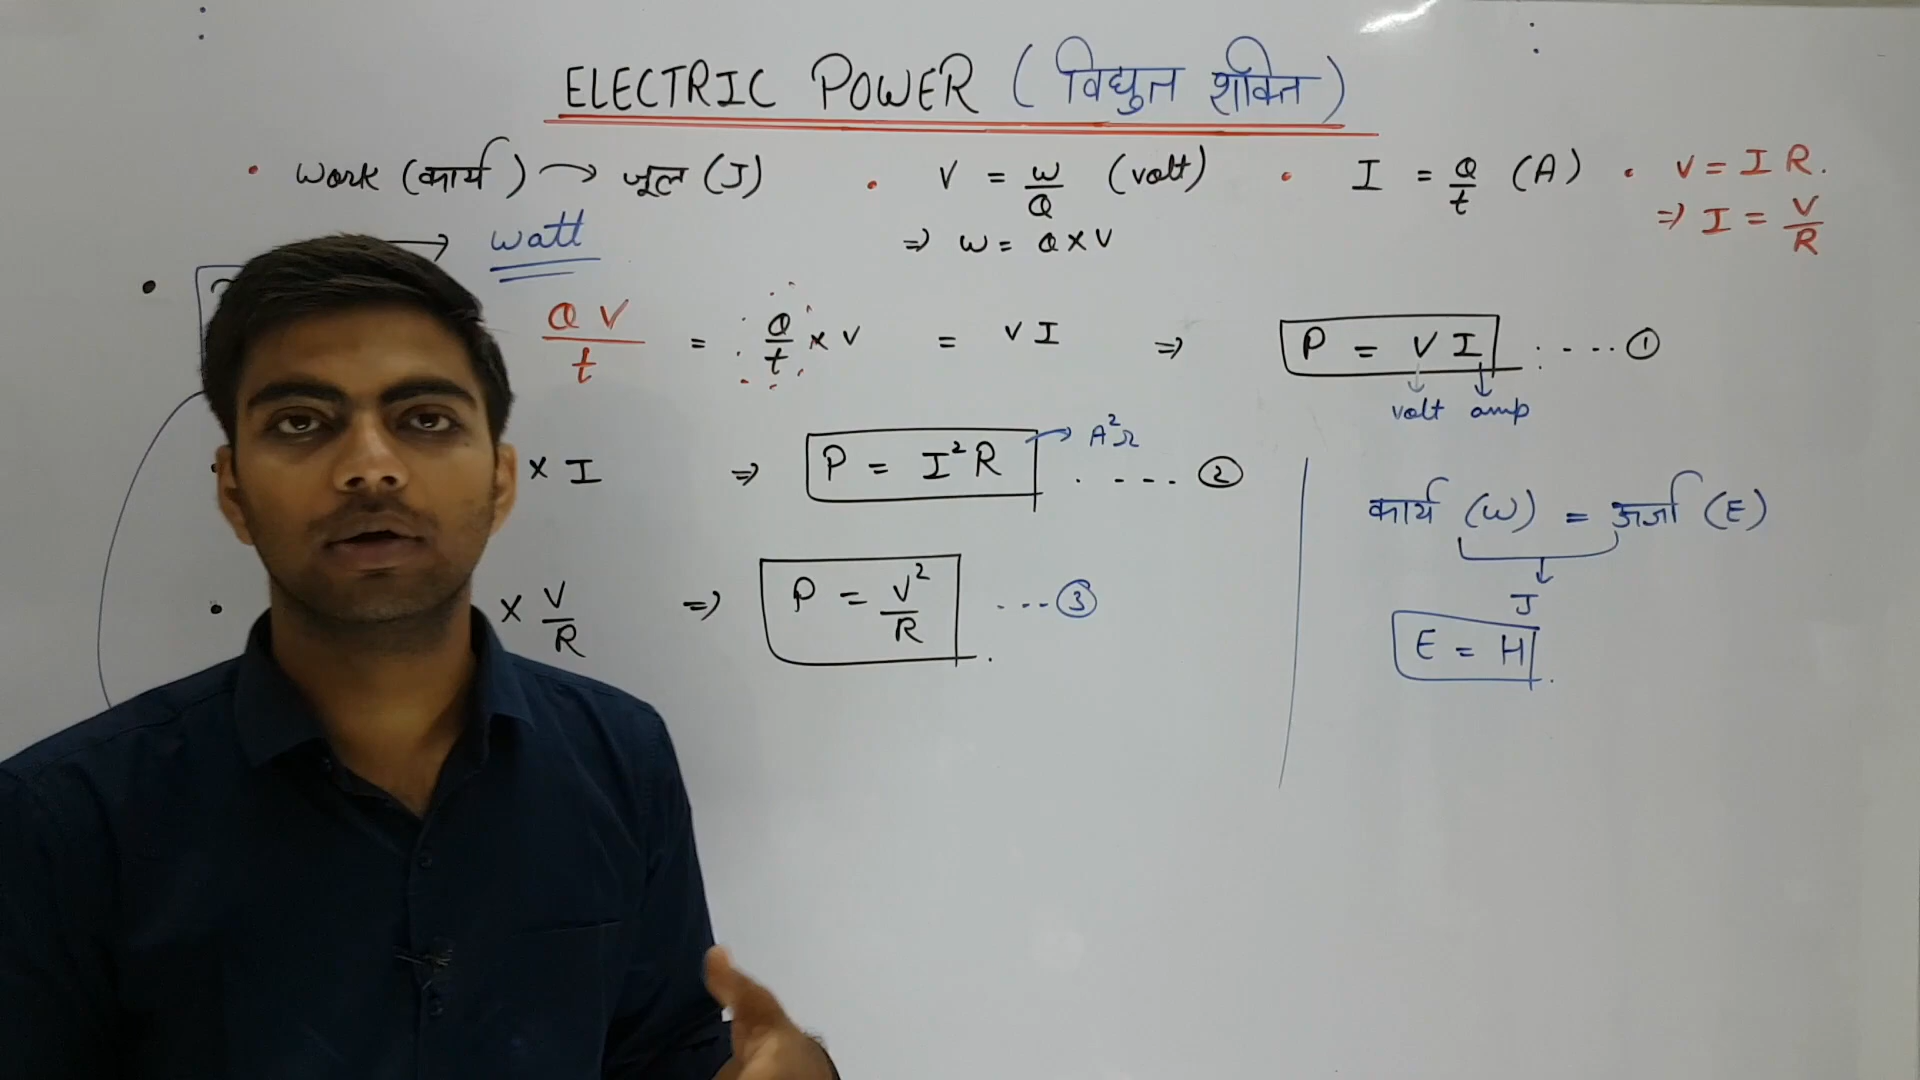 ELECTRIC POWER (विद्युत शक्ति)
• Work (कार्य) → जूल (J) • V = W/Q (volt) • I = Q/t (A) • V = I R.
→ watt ⇒ W = Q × V ⇒ I = V/R
QV/t = Q/t × V = VI ⇒ P = VI ....①
volt amp
× I ⇒ P = I²R → A²Ω ....②
कार्य (W) = ऊर्जा (E)
J
× V/R ⇒ P = V²/R ...③
E = H